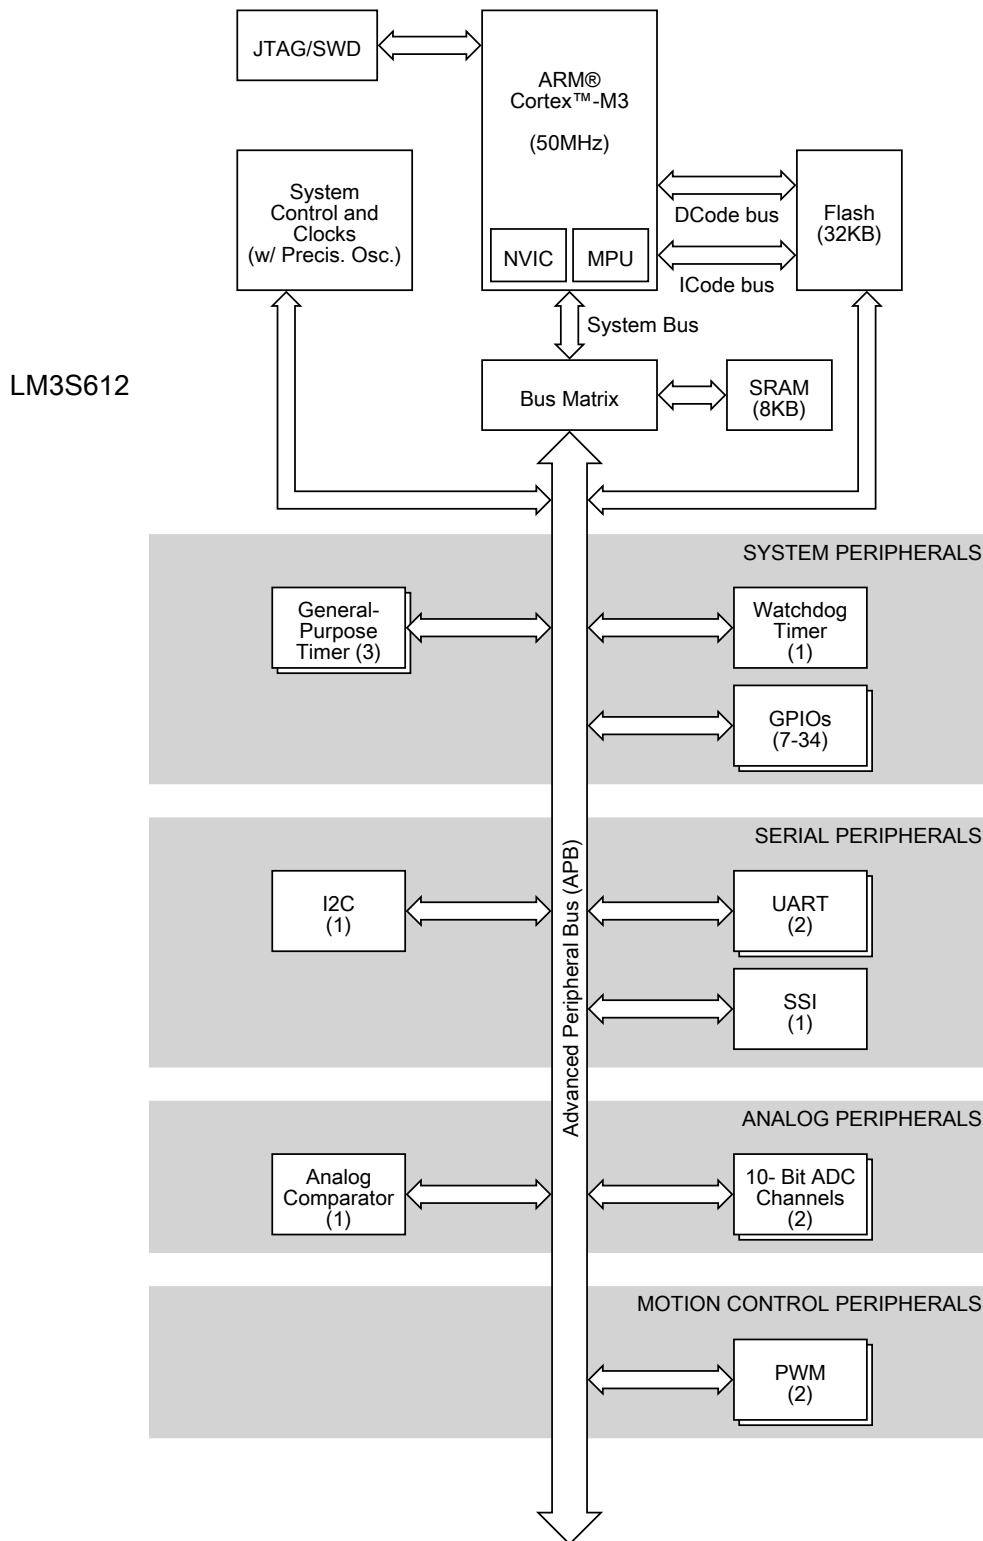 JTAG/SWD
ARM®
Cortex™-M3
(50MHz)
NVIC
MPU
System
Control and
Clocks
(w/ Precis. Osc.)
DCode bus
ICode bus
Flash
(32KB)
System Bus
LM3S612
Bus Matrix
SRAM
(8KB)
SYSTEM PERIPHERALS
General-
Purpose
Timer (3)
Watchdog
Timer
(1)
GPIOs
(7-34)
Advanced Peripheral Bus (APB)
SERIAL PERIPHERALS
I2C
(1)
UART
(2)
SSI
(1)
ANALOG PERIPHERALS
Analog
Comparator
(1)
10- Bit ADC
Channels
(2)
MOTION CONTROL PERIPHERALS
PWM
(2)